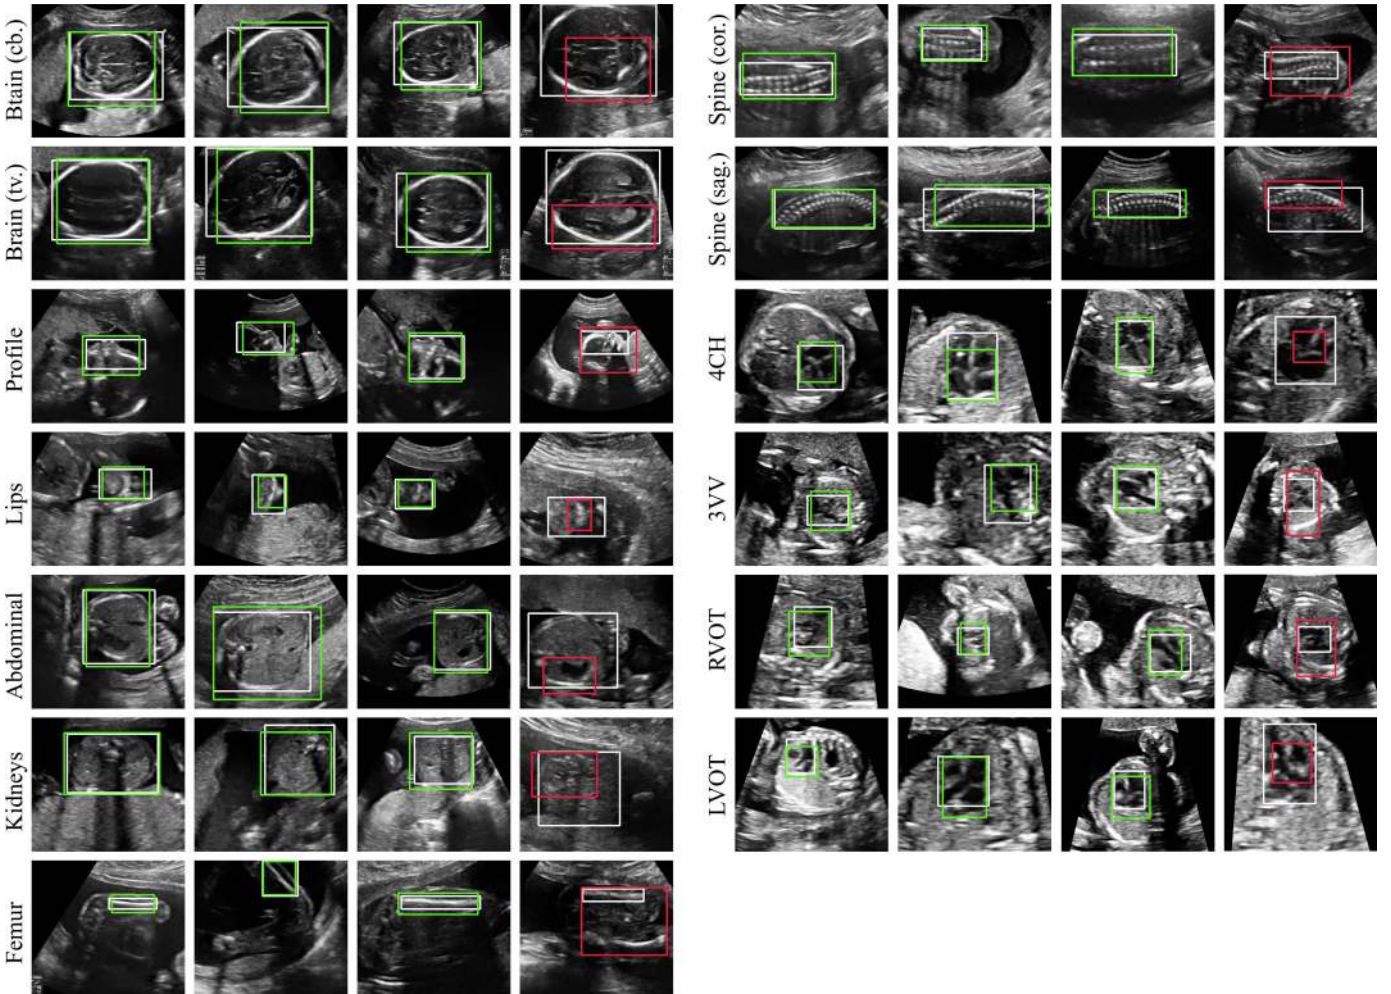 Btain (cb.)
Brain (tv.)
Profile
Lips
Abdominal
Kidneys
Femur
Spine (cor.)
Spine (sag.)
4CH
3VV
RVOT
LVOT